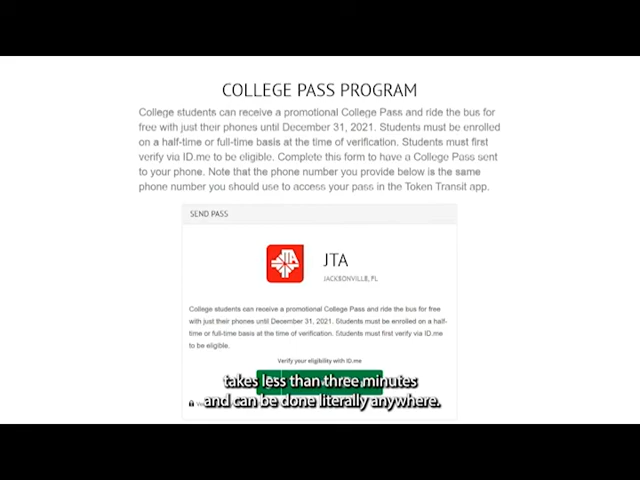 COLLEGE PASS PROGRAM
College students can receive a promotional College Pass and ride the bus for
free with just their phones until December 31, 2021. Students must be enrolled
on a half-time or full-time basis at the time of verification. Students must first
verify via ID.me to be eligible. Complete this form to have a College Pass sent
to your phone. Note that the phone number you provide below is the same
phone number you should use to access your pass in the Token Transit app.
SEND PASS
JTA
JTA
JACKSONVILLE, FL
College students can receive a promotional College Pass and ride the bus for free
with just their phones until December 31, 2021. Students must be enrolled on a half-
time or full-time basis at the time of verification. Students must first verify via ID.me
to be eligible.
Verify your eligibility with ID.me
takes less than three minutes
and can be done literally anywhere.